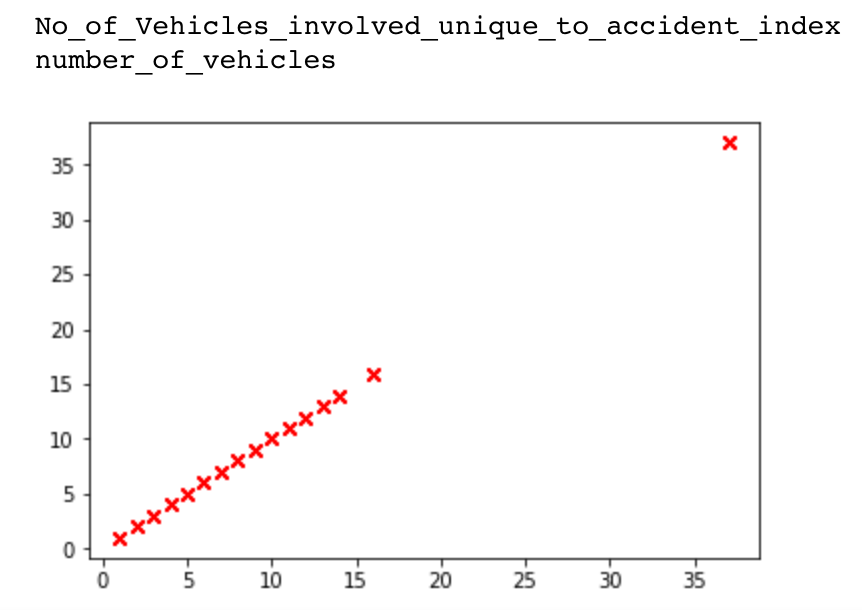 No_of_Vehicles_involved_unique_to_accident_index
number_of_vehicles
35
30
25
20
15
10
5
0
0 5 10 15 20 25 30 35